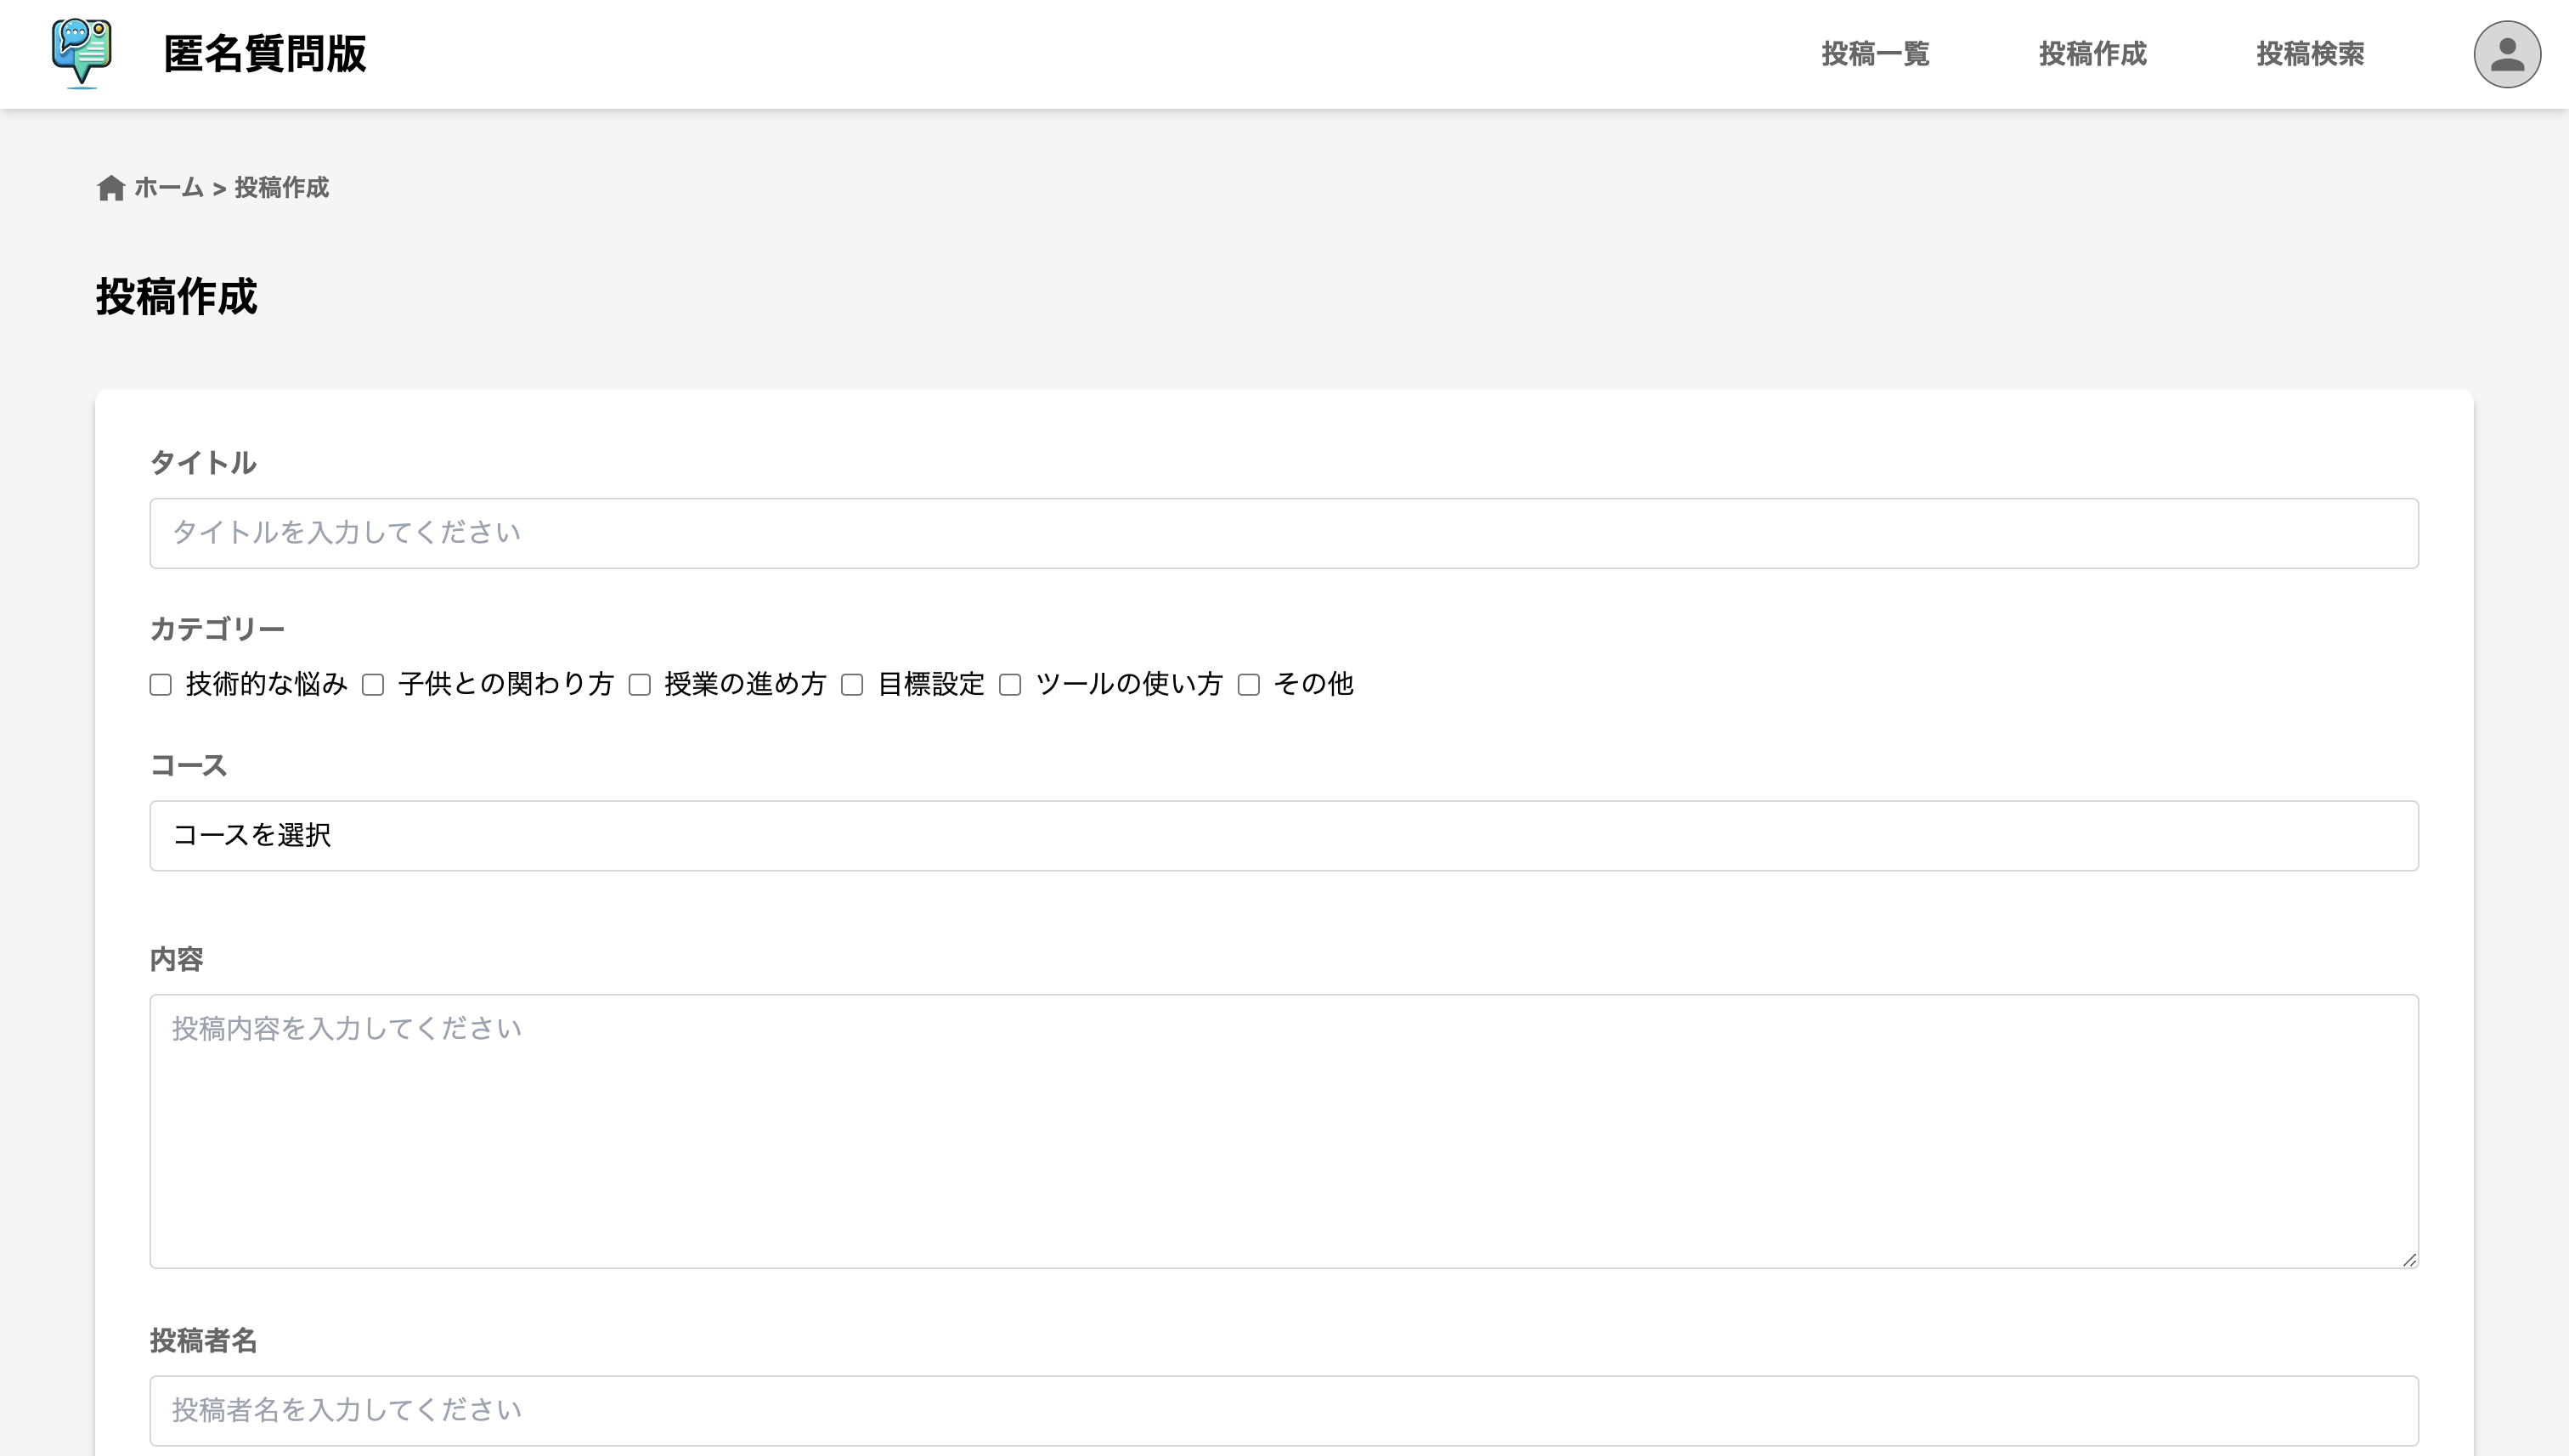 匿名質問版
投稿一覧 投稿作成 投稿検索
ホーム > 投稿作成
投稿作成
タイトル
タイトルを入力してください
カテゴリー
技術的な悩み 子供との関わり方 授業の進め方 目標設定 ツールの使い方 その他
コース
コースを選択
内容
投稿内容を入力してください
投稿者名
投稿者名を入力してください